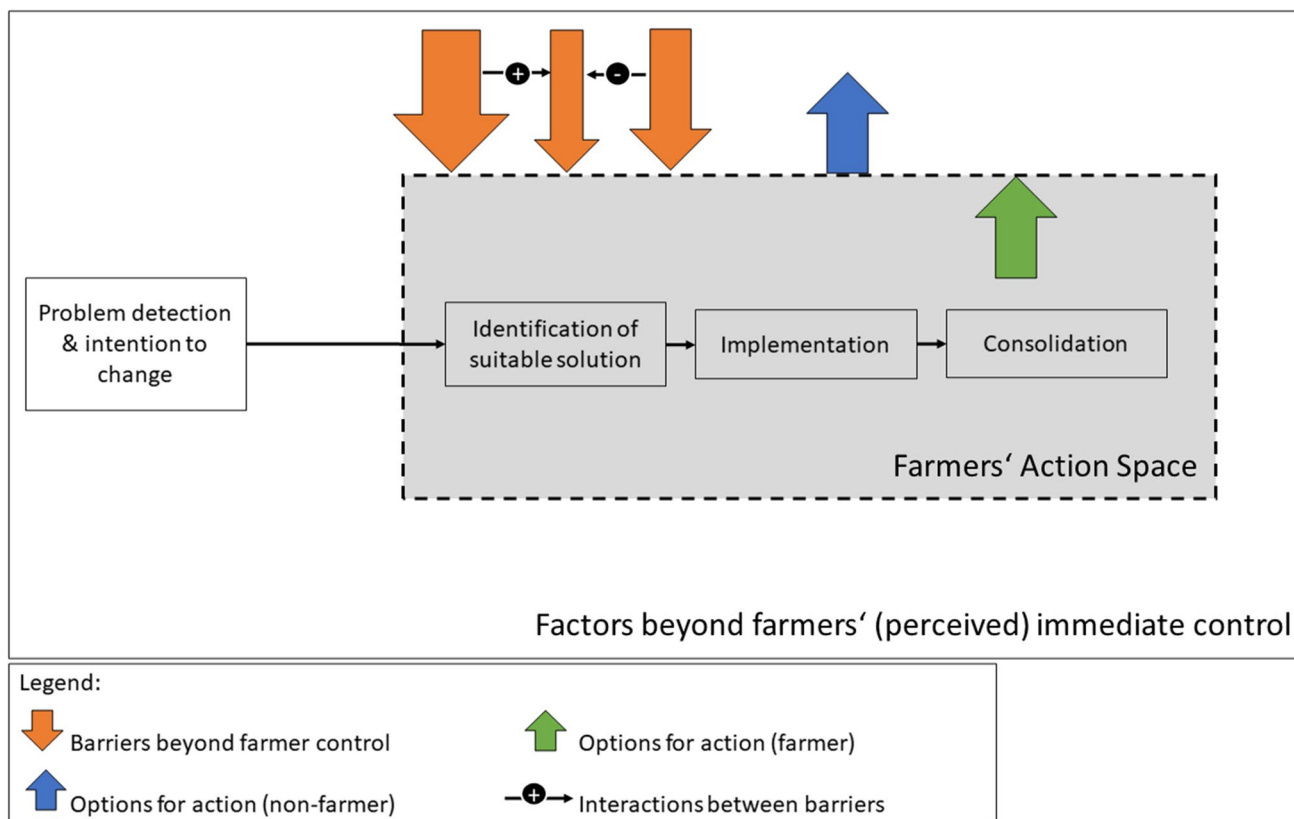 +
-
Problem detection
& intention to
change
Identification of
suitable solution
Implementation
Consolidation
Farmers‘ Action Space
Factors beyond farmers‘ (perceived) immediate control
Legend:
Barriers beyond farmer control
Options for action (farmer)
Options for action (non-farmer)
+
Interactions between barriers